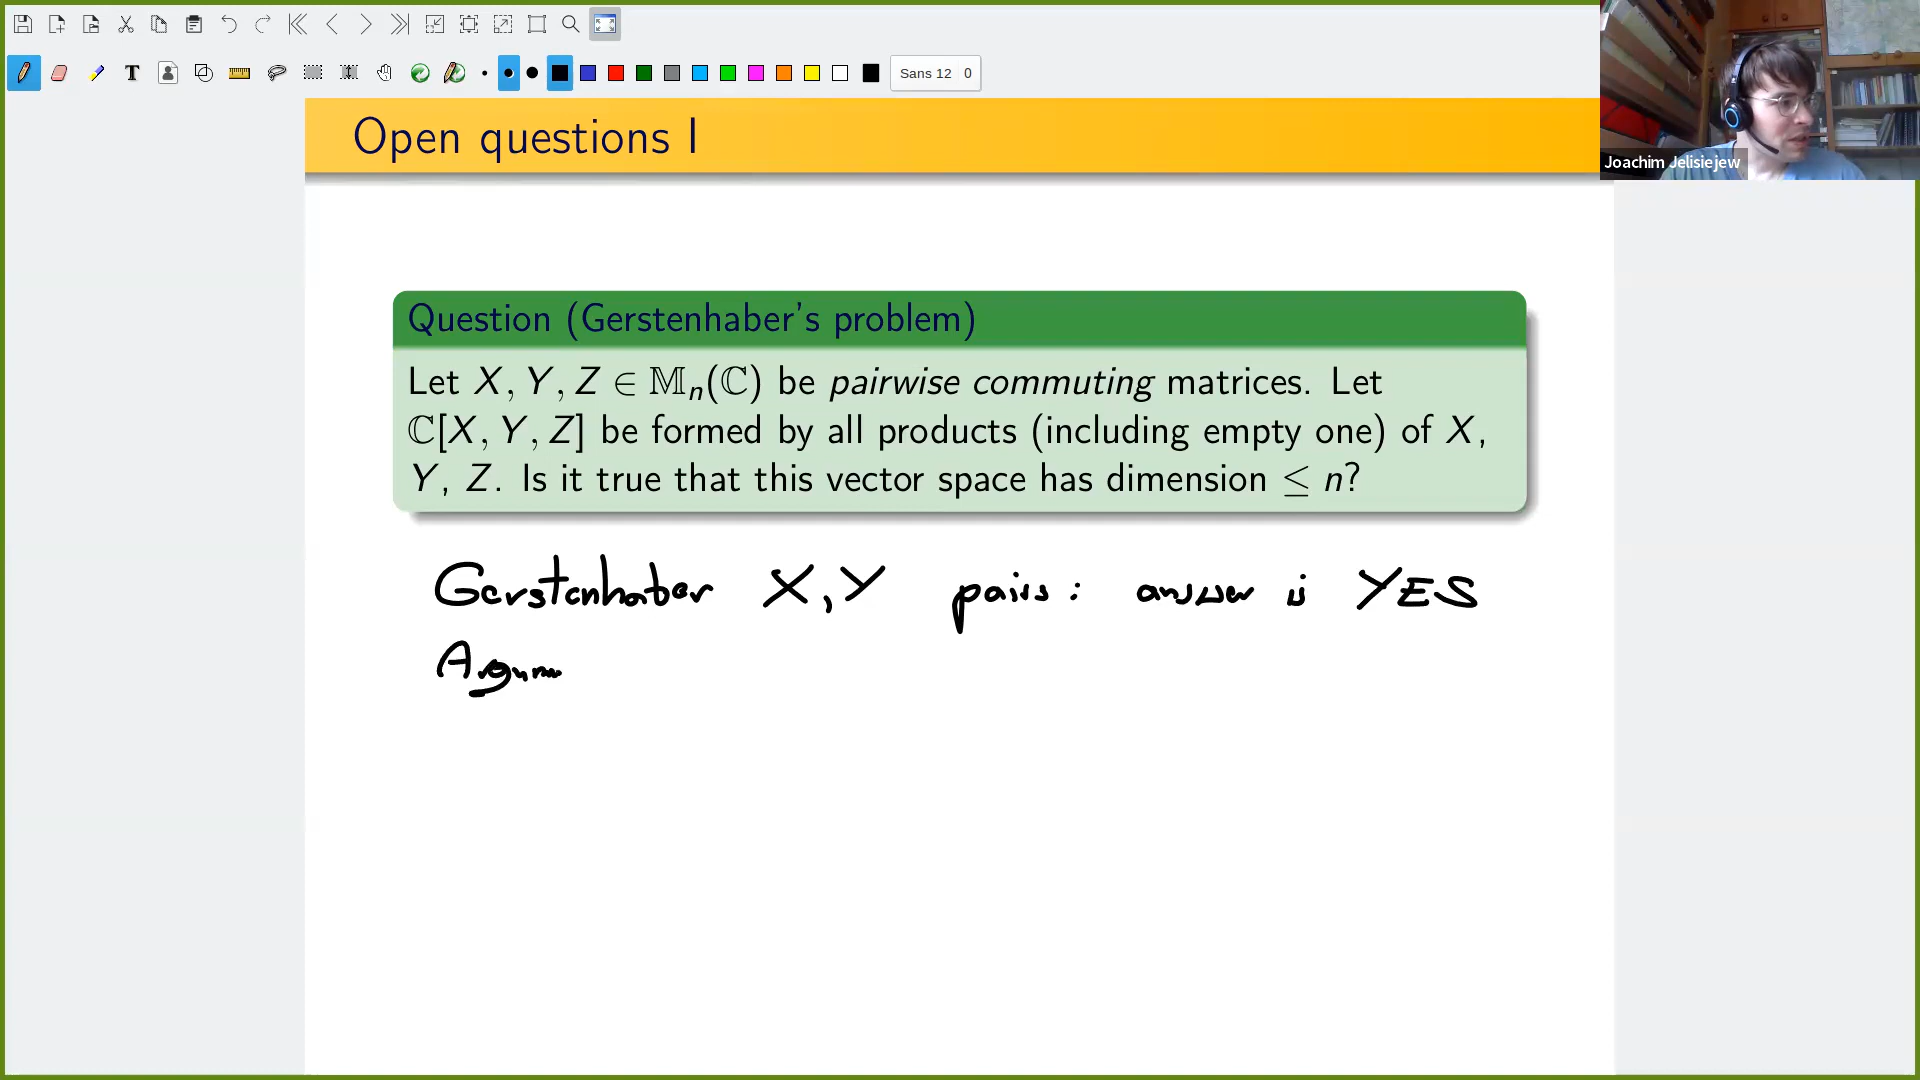 T
Sans 12 0
Joachim Jelisiejew
Open questions I
Question (Gerstenhaber's problem)
Let X, Y, Z ∈ 𝕄ₙ(ℂ) be pairwise commuting matrices. Let
ℂ[X, Y, Z] be formed by all products (including empty one) of X,
Y, Z. Is it true that this vector space has dimension ≤ n?
Gerstenhaber X, Y pairs: answer is YES
Argum